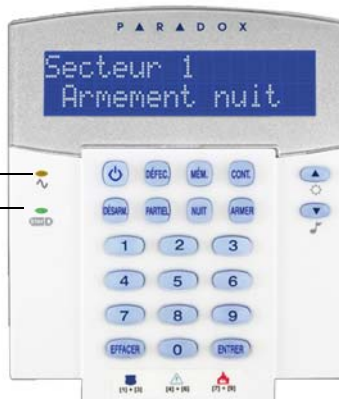 PARADOX
Secteur 1
Armement nuit
DÉFEC. MÉM. CONT.
DÉSARM. PARTIEL NUIT ARMER
1 2 3
4 5 6
7 8 9
EFFACER 0 ENTRER
[1] + [3] [4] + [6] [7] + [9]